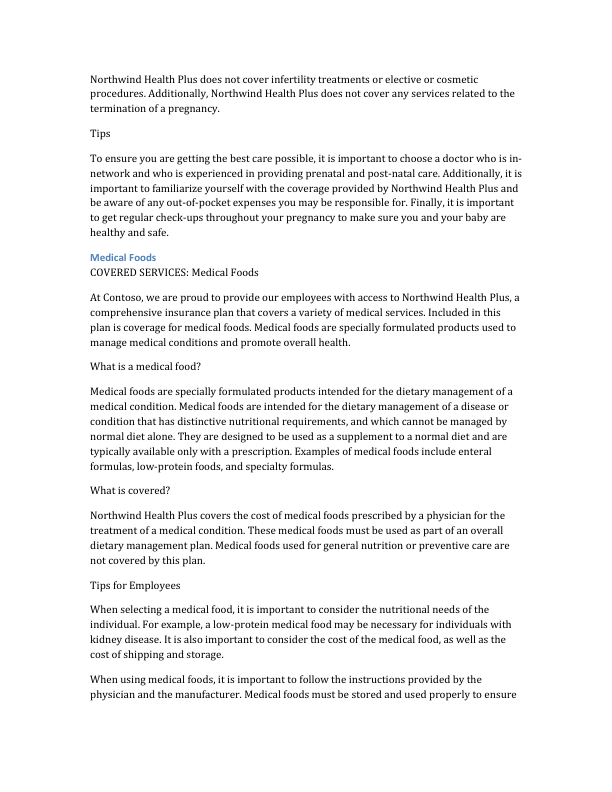 Northwind Health Plus does not cover infertility treatments or elective or cosmetic
procedures. Additionally, Northwind Health Plus does not cover any services related to the
termination of a pregnancy.
Tips
To ensure you are getting the best care possible, it is important to choose a doctor who is in-
network and who is experienced in providing prenatal and post-natal care. Additionally, it is
important to familiarize yourself with the coverage provided by Northwind Health Plus and
be aware of any out-of-pocket expenses you may be responsible for. Finally, it is important
to get regular check-ups throughout your pregnancy to make sure you and your baby are
healthy and safe.
Medical Foods
COVERED SERVICES: Medical Foods
At Contoso, we are proud to provide our employees with access to Northwind Health Plus, a
comprehensive insurance plan that covers a variety of medical services. Included in this
plan is coverage for medical foods. Medical foods are specially formulated products used to
manage medical conditions and promote overall health.
What is a medical food?
Medical foods are specially formulated products intended for the dietary management of a
medical condition. Medical foods are intended for the dietary management of a disease or
condition that has distinctive nutritional requirements, and which cannot be managed by
normal diet alone. They are designed to be used as a supplement to a normal diet and are
typically available only with a prescription. Examples of medical foods include enteral
formulas, low-protein foods, and specialty formulas.
What is covered?
Northwind Health Plus covers the cost of medical foods prescribed by a physician for the
treatment of a medical condition. These medical foods must be used as part of an overall
dietary management plan. Medical foods used for general nutrition or preventive care are
not covered by this plan.
Tips for Employees
When selecting a medical food, it is important to consider the nutritional needs of the
individual. For example, a low-protein medical food may be necessary for individuals with
kidney disease. It is also important to consider the cost of the medical food, as well as the
cost of shipping and storage.
When using medical foods, it is important to follow the instructions provided by the
physician and the manufacturer. Medical foods must be stored and used properly to ensure